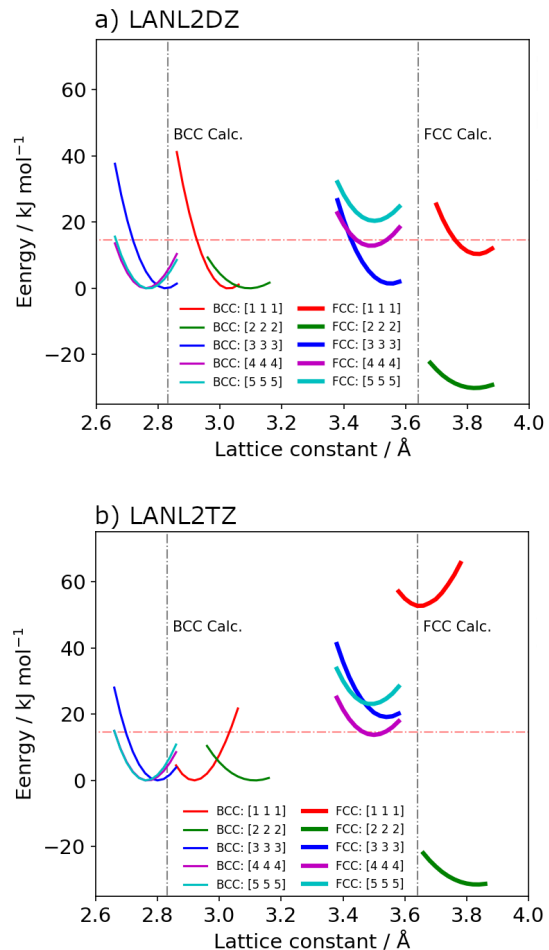 a) LANL2DZ
Eenrgy / kJ mol⁻¹
60
40
20
0
−20
BCC Calc.
FCC Calc.
BCC: [1 1 1]
BCC: [2 2 2]
BCC: [3 3 3]
BCC: [4 4 4]
BCC: [5 5 5]
FCC: [1 1 1]
FCC: [2 2 2]
FCC: [3 3 3]
FCC: [4 4 4]
FCC: [5 5 5]
2.6 2.8 3.0 3.2 3.4 3.6 3.8 4.0
Lattice constant / Å
b) LANL2TZ
Eenrgy / kJ mol⁻¹
60
40
20
0
−20
BCC Calc.
FCC Calc.
BCC: [1 1 1]
BCC: [2 2 2]
BCC: [3 3 3]
BCC: [4 4 4]
BCC: [5 5 5]
FCC: [1 1 1]
FCC: [2 2 2]
FCC: [3 3 3]
FCC: [4 4 4]
FCC: [5 5 5]
2.6 2.8 3.0 3.2 3.4 3.6 3.8 4.0
Lattice constant / Å